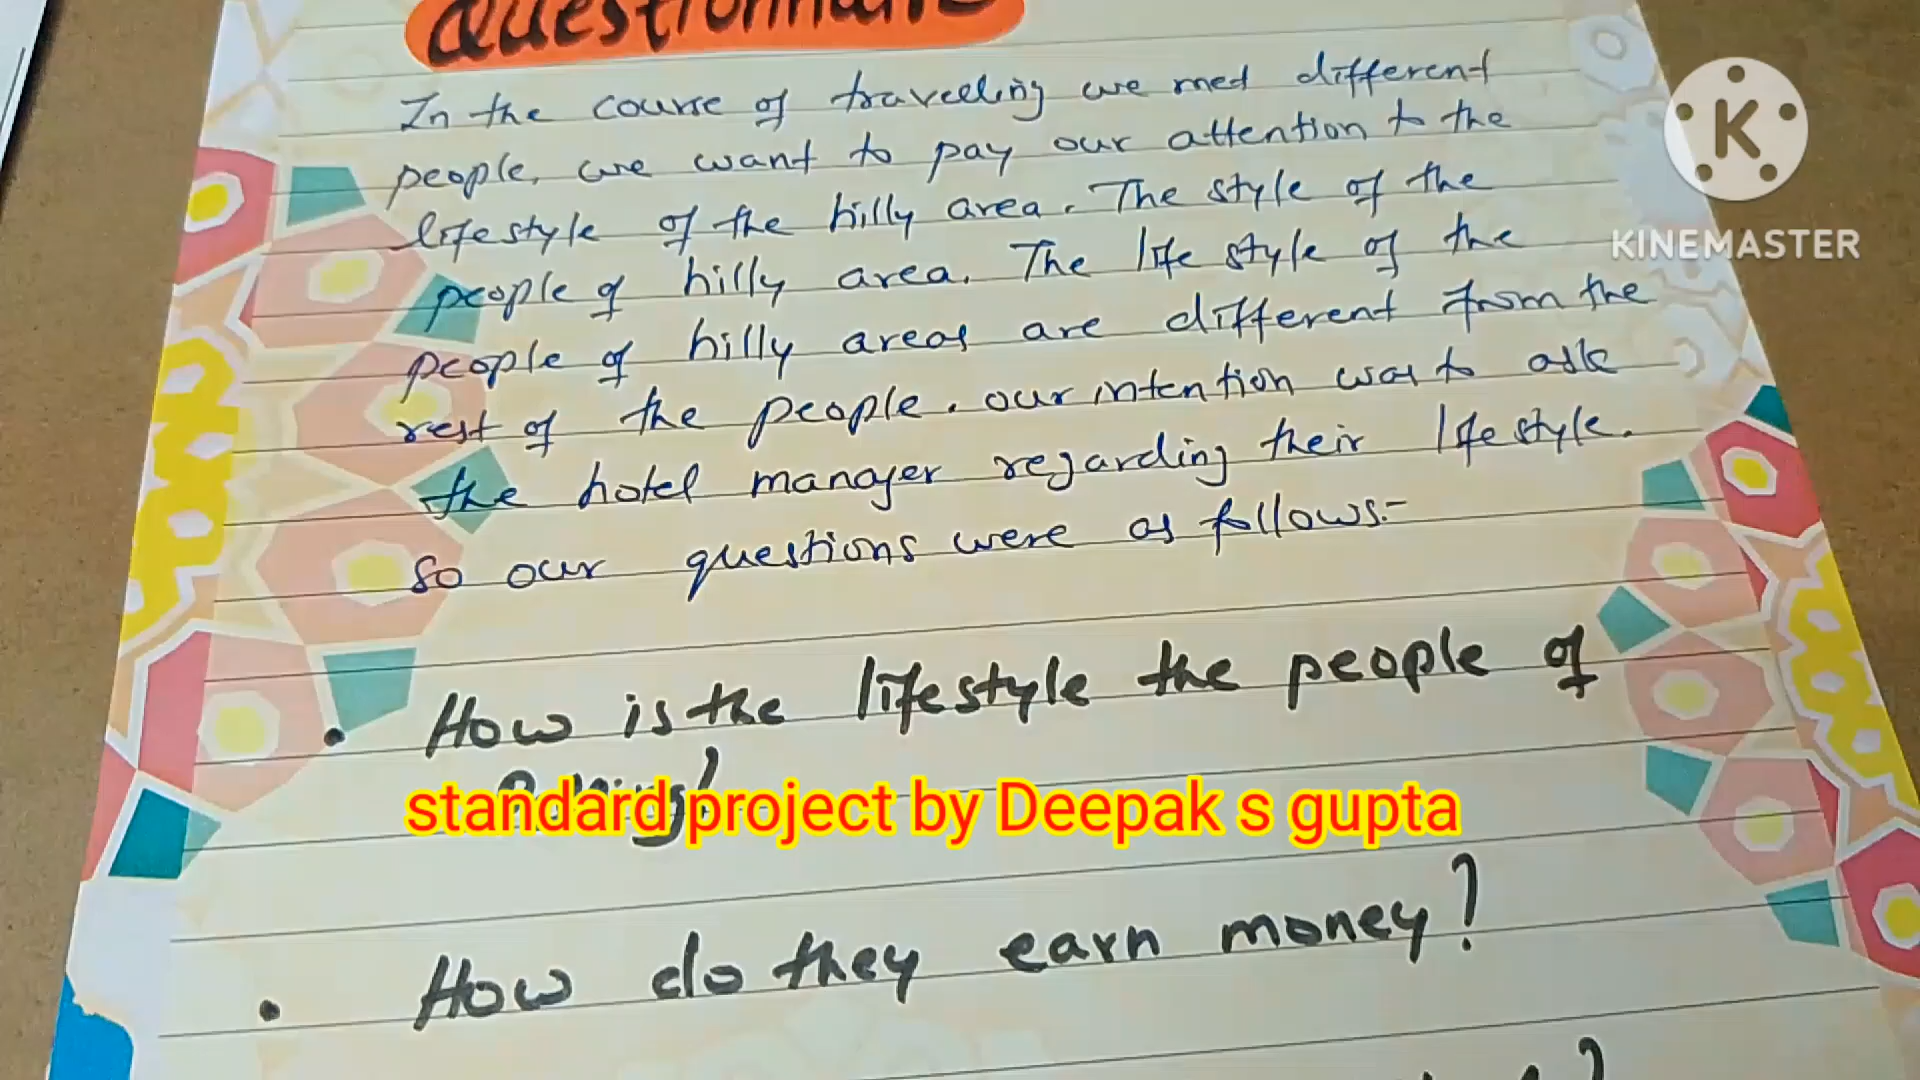 Questionnaire
In the course of travelling we met different
people, we want to pay our attention to the
lifestyle of the hilly area. The style of the
people of hilly area. The life style of the
people of hilly areas are different from the
rest of the people. our intention was to ask
the hotel manager regarding their lifestyle.
So our questions were as follows:-
K
KINEMASTER
• How is the lifestyle the people of
standard project by Deepak s gupta
• How do they earn money?